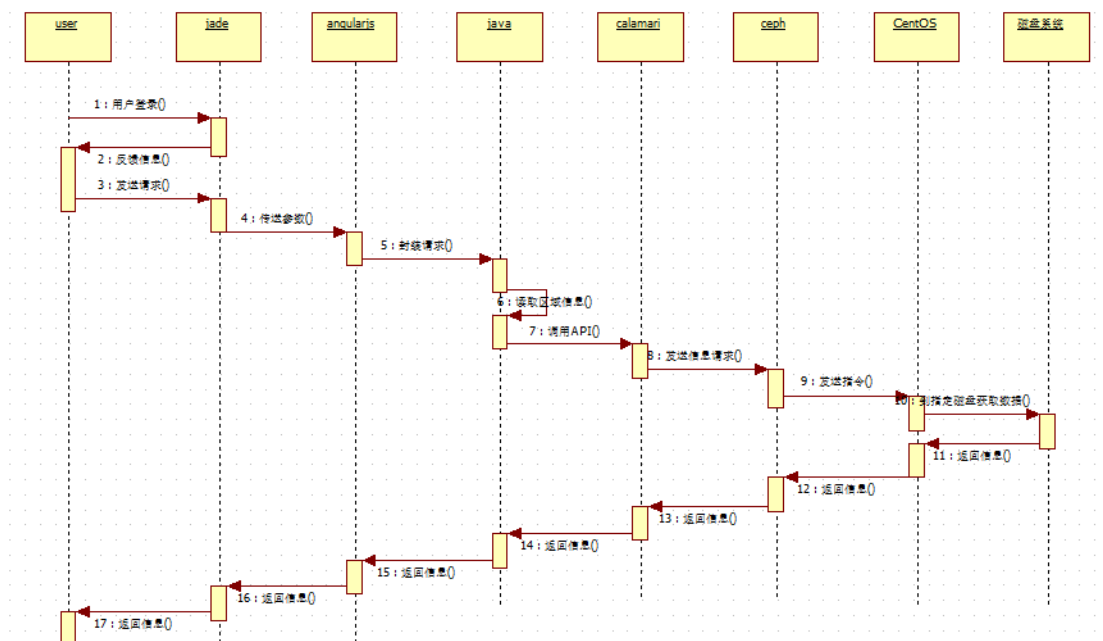 user
jade
angularjs
java
calamari
ceph
CentOS
磁盘系统
1 : 用户登录()
2 : 反馈信息()
3 : 发送请求()
4 : 传送参数()
5 : 封装请求()
6 : 读取区域信息()
7 : 调用API()
8 : 发送信息请求()
9 : 发送指令()
10 : 到指定磁盘获取数据()
11 : 返回信息()
12 : 返回信息()
13 : 返回信息()
14 : 返回信息()
15 : 返回信息()
16 : 返回信息()
17 : 返回信息()